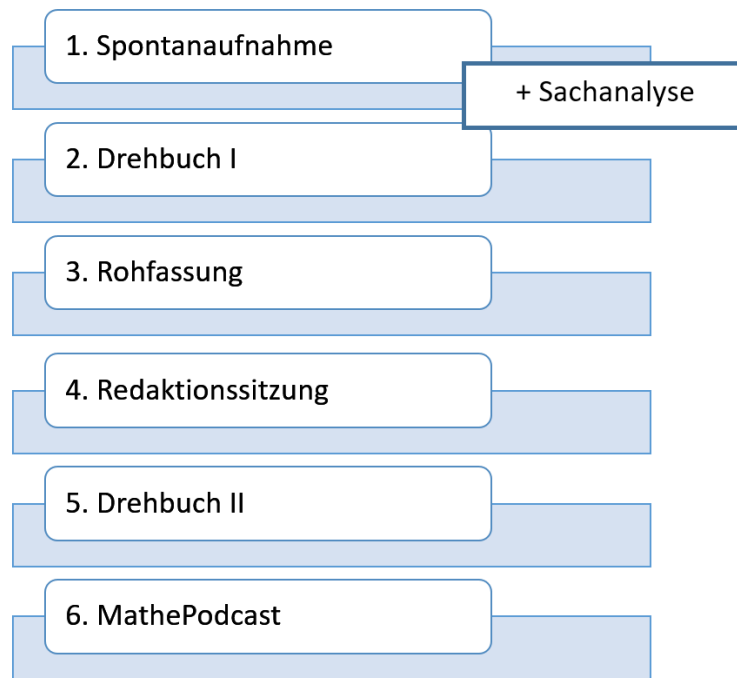 1. Spontanaufnahme
+ Sachanalyse
2. Drehbuch I
3. Rohfassung
4. Redaktionssitzung
5. Drehbuch II
6. MathePodcast